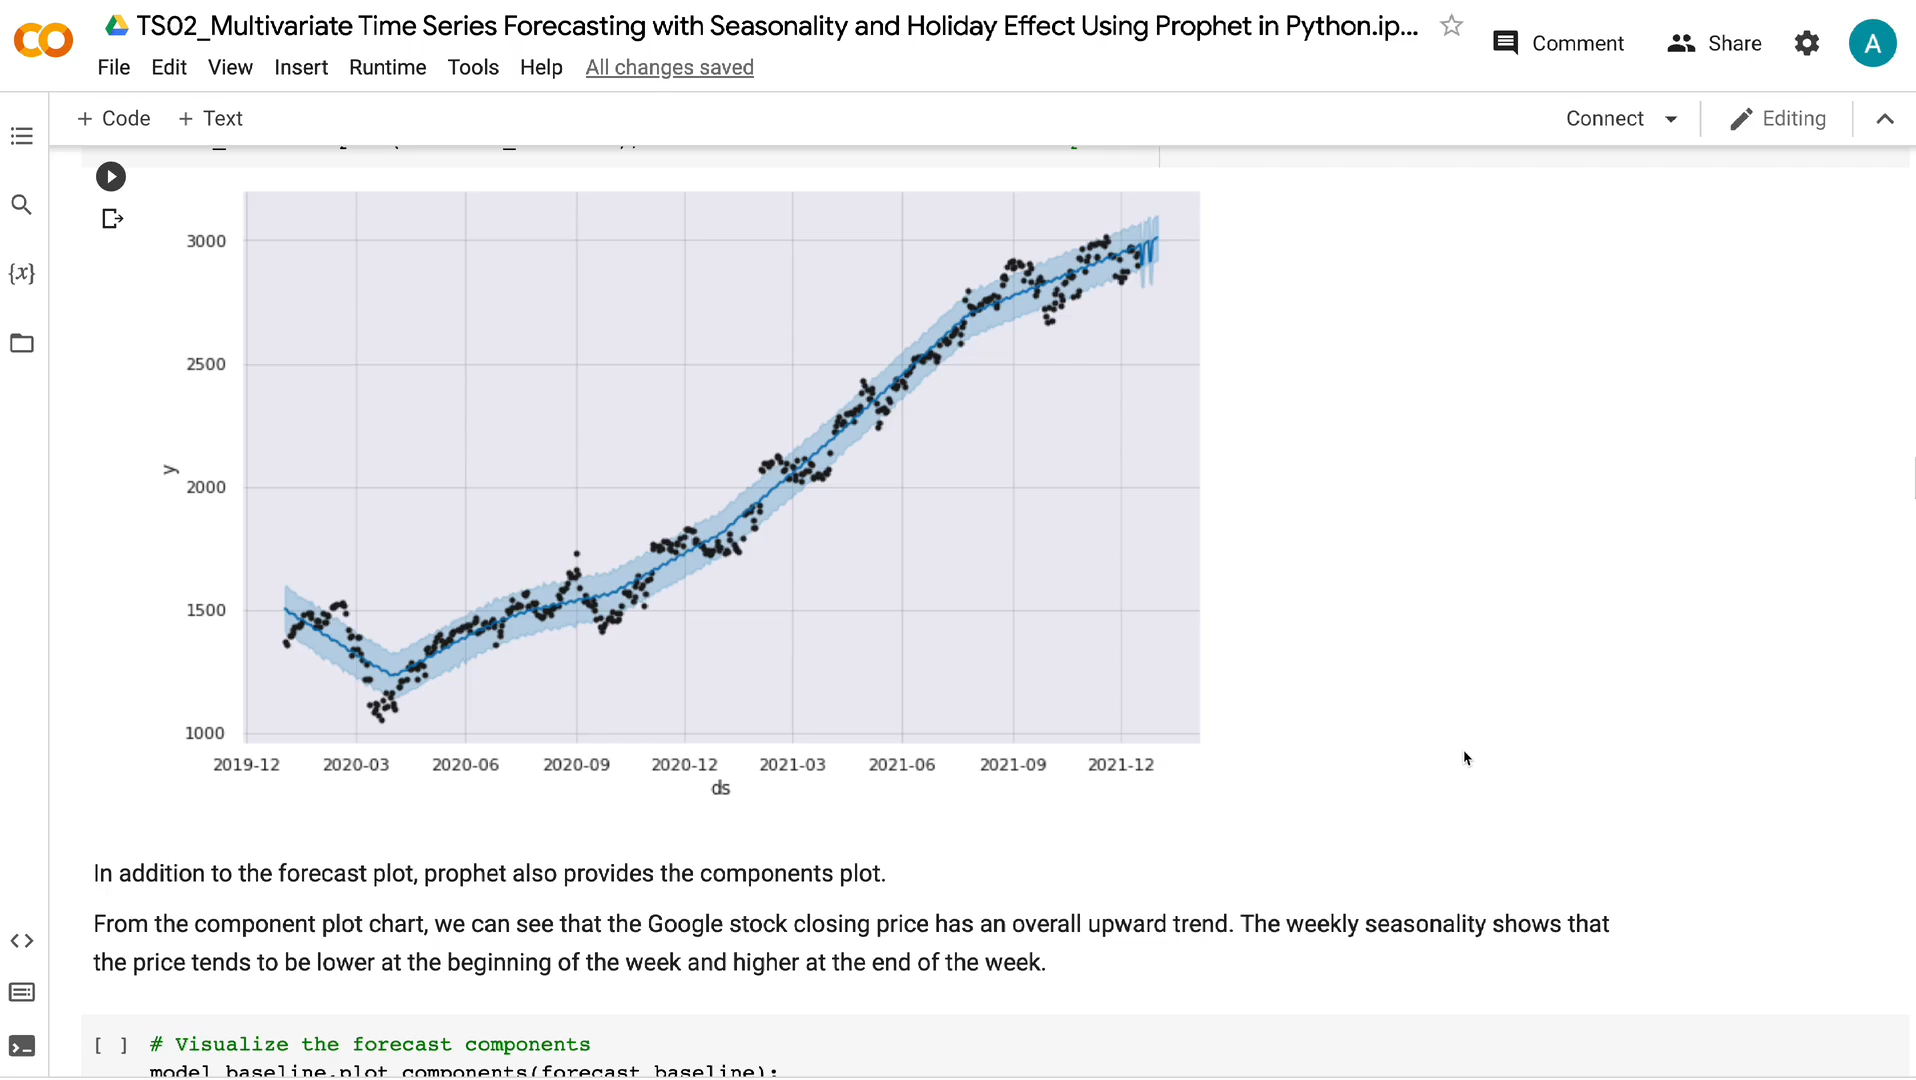 TS02_Multivariate Time Series Forecasting with Seasonality and Holiday Effect Using Prophet in Python.ip...
Comment
Share
A
File Edit View Insert Runtime Tools Help All changes saved
+ Code + Text
Connect
Editing
{x}
3000
2500
2000
1500
1000
y
2019-12 2020-03 2020-06 2020-09 2020-12 2021-03 2021-06 2021-09 2021-12
ds
In addition to the forecast plot, prophet also provides the components plot.
From the component plot chart, we can see that the Google stock closing price has an overall upward trend. The weekly seasonality shows that
the price tends to be lower at the beginning of the week and higher at the end of the week.
[ ] # Visualize the forecast components
model_baseline.plot_components(forecast_baseline);